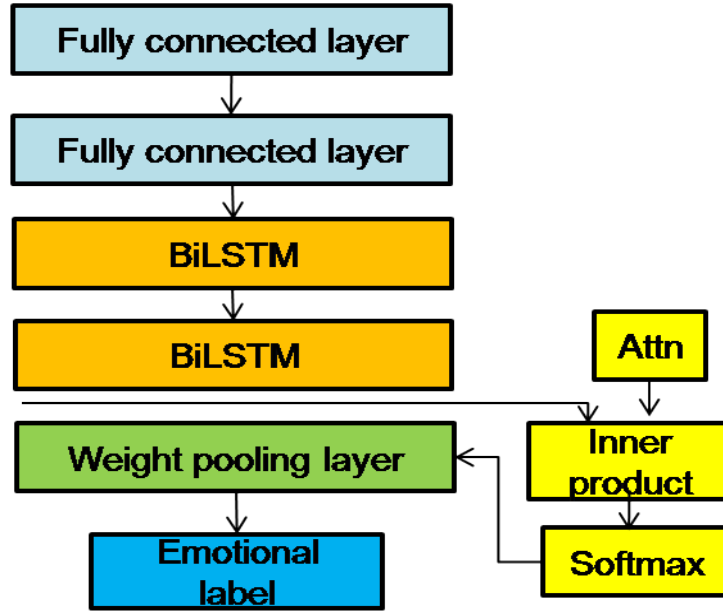 Fully connected layer
Fully connected layer
BiLSTM
BiLSTM
Attn
Weight pooling layer
Inner
product
Emotional
label
Softmax